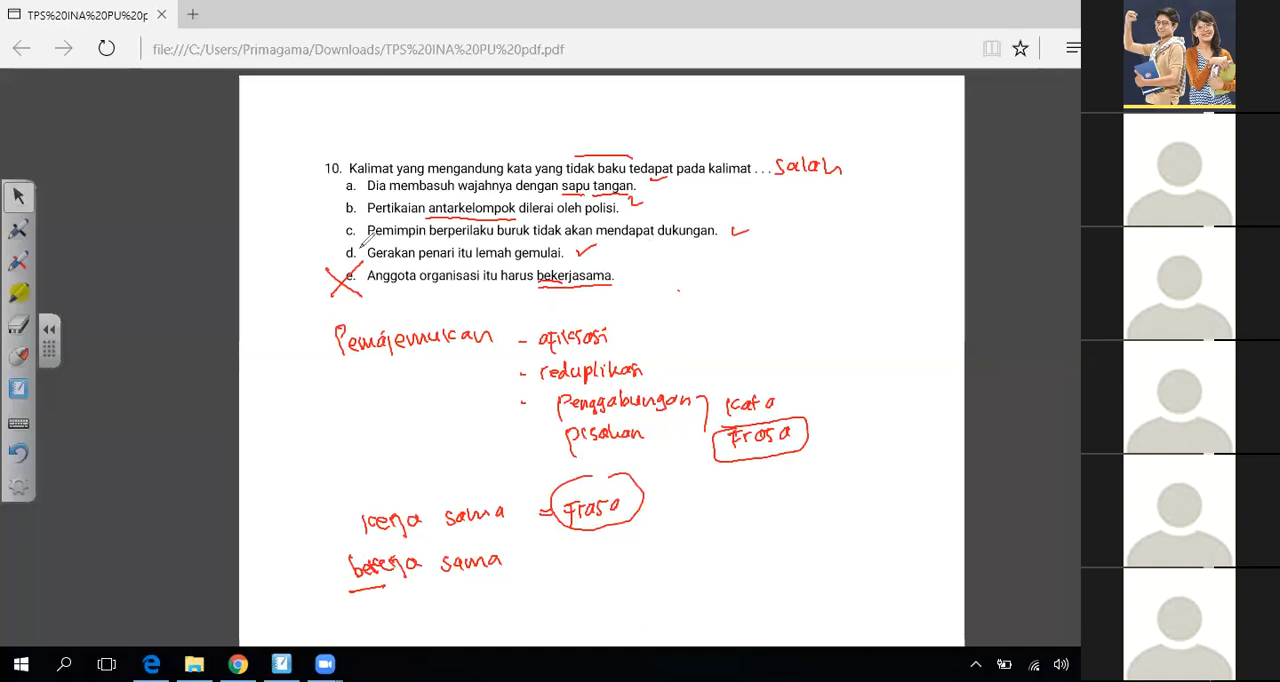 TPS%20INA%20PU%20p
file:///C:/Users/Primagama/Downloads/TPS%20INA%20PU%20pdf.pdf
10. Kalimat yang mengandung kata yang tidak baku tedapat pada kalimat . . . salah
a. Dia membasuh wajahnya dengan sapu tangan.
b. Pertikaian antarkelompok dilerai oleh polisi.
c. Pemimpin berperilaku buruk tidak akan mendapat dukungan.
d. Gerakan penari itu lemah gemulai.
e. Anggota organisasi itu harus bekerjasama.
Pemajemukan - afiksasi
- reduplikasi
- penggabungan kata
pisahan frasa
kerja sama = frasa
bekerja sama